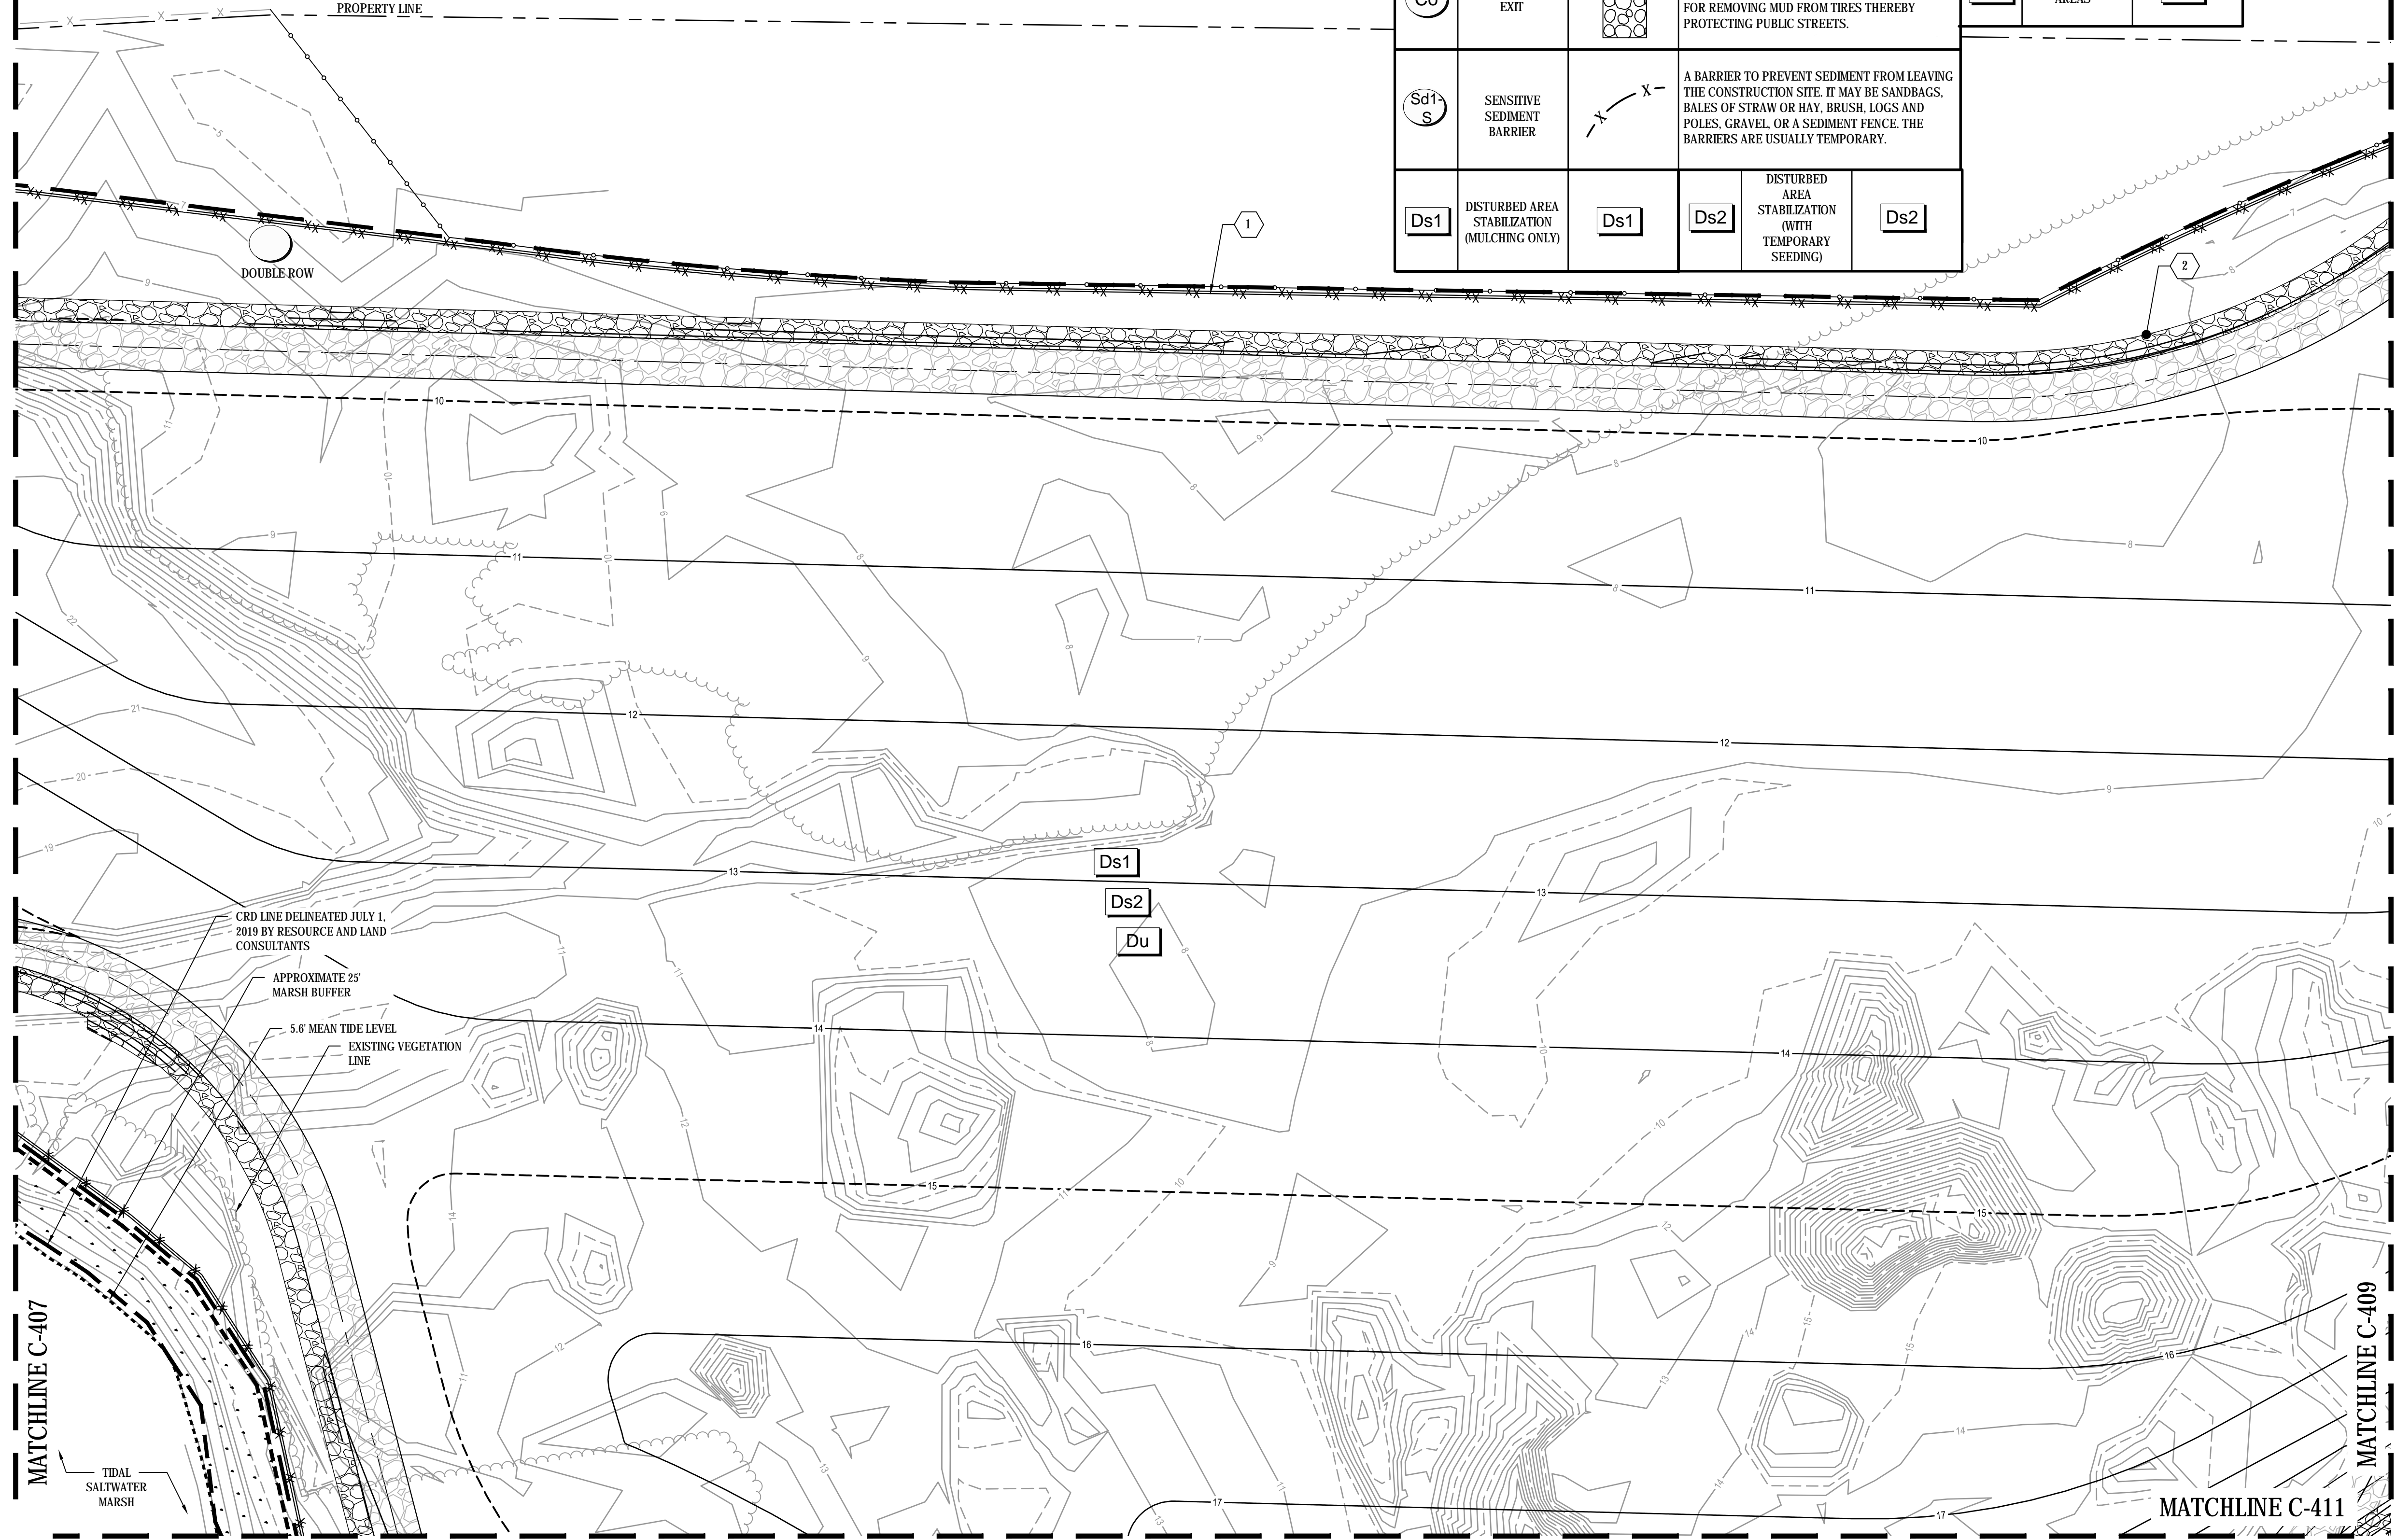 PROPERTY LINE
Co
EXIT
FOR REMOVING MUD FROM TIRES THEREBY
PROTECTING PUBLIC STREETS.
Sd1-
S
SENSITIVE
SEDIMENT
BARRIER
X
X
A BARRIER TO PREVENT SEDIMENT FROM LEAVING
THE CONSTRUCTION SITE. IT MAY BE SANDBAGS,
BALES OF STRAW OR HAY, BRUSH, LOGS AND
POLES, GRAVEL, OR A SEDIMENT FENCE. THE
BARRIERS ARE USUALLY TEMPORARY.
Ds1
DISTURBED AREA
STABILIZATION
(MULCHING ONLY)
Ds1
Ds2
DISTURBED
AREA
STABILIZATION
(WITH
TEMPORARY
SEEDING)
Ds2
DOUBLE ROW
1
2
10
10
11
11
12
12
13
13
14
14
15
15
16
16
17
17
Ds1
Ds2
Du
CRD LINE DELINEATED JULY 1,
2019 BY RESOURCE AND LAND
CONSULTANTS
APPROXIMATE 25'
MARSH BUFFER
5.6' MEAN TIDE LEVEL
EXISTING VEGETATION
LINE
TIDAL
SALTWATER
MARSH
MATCHLINE C-407
MATCHLINE C-409
MATCHLINE C-411